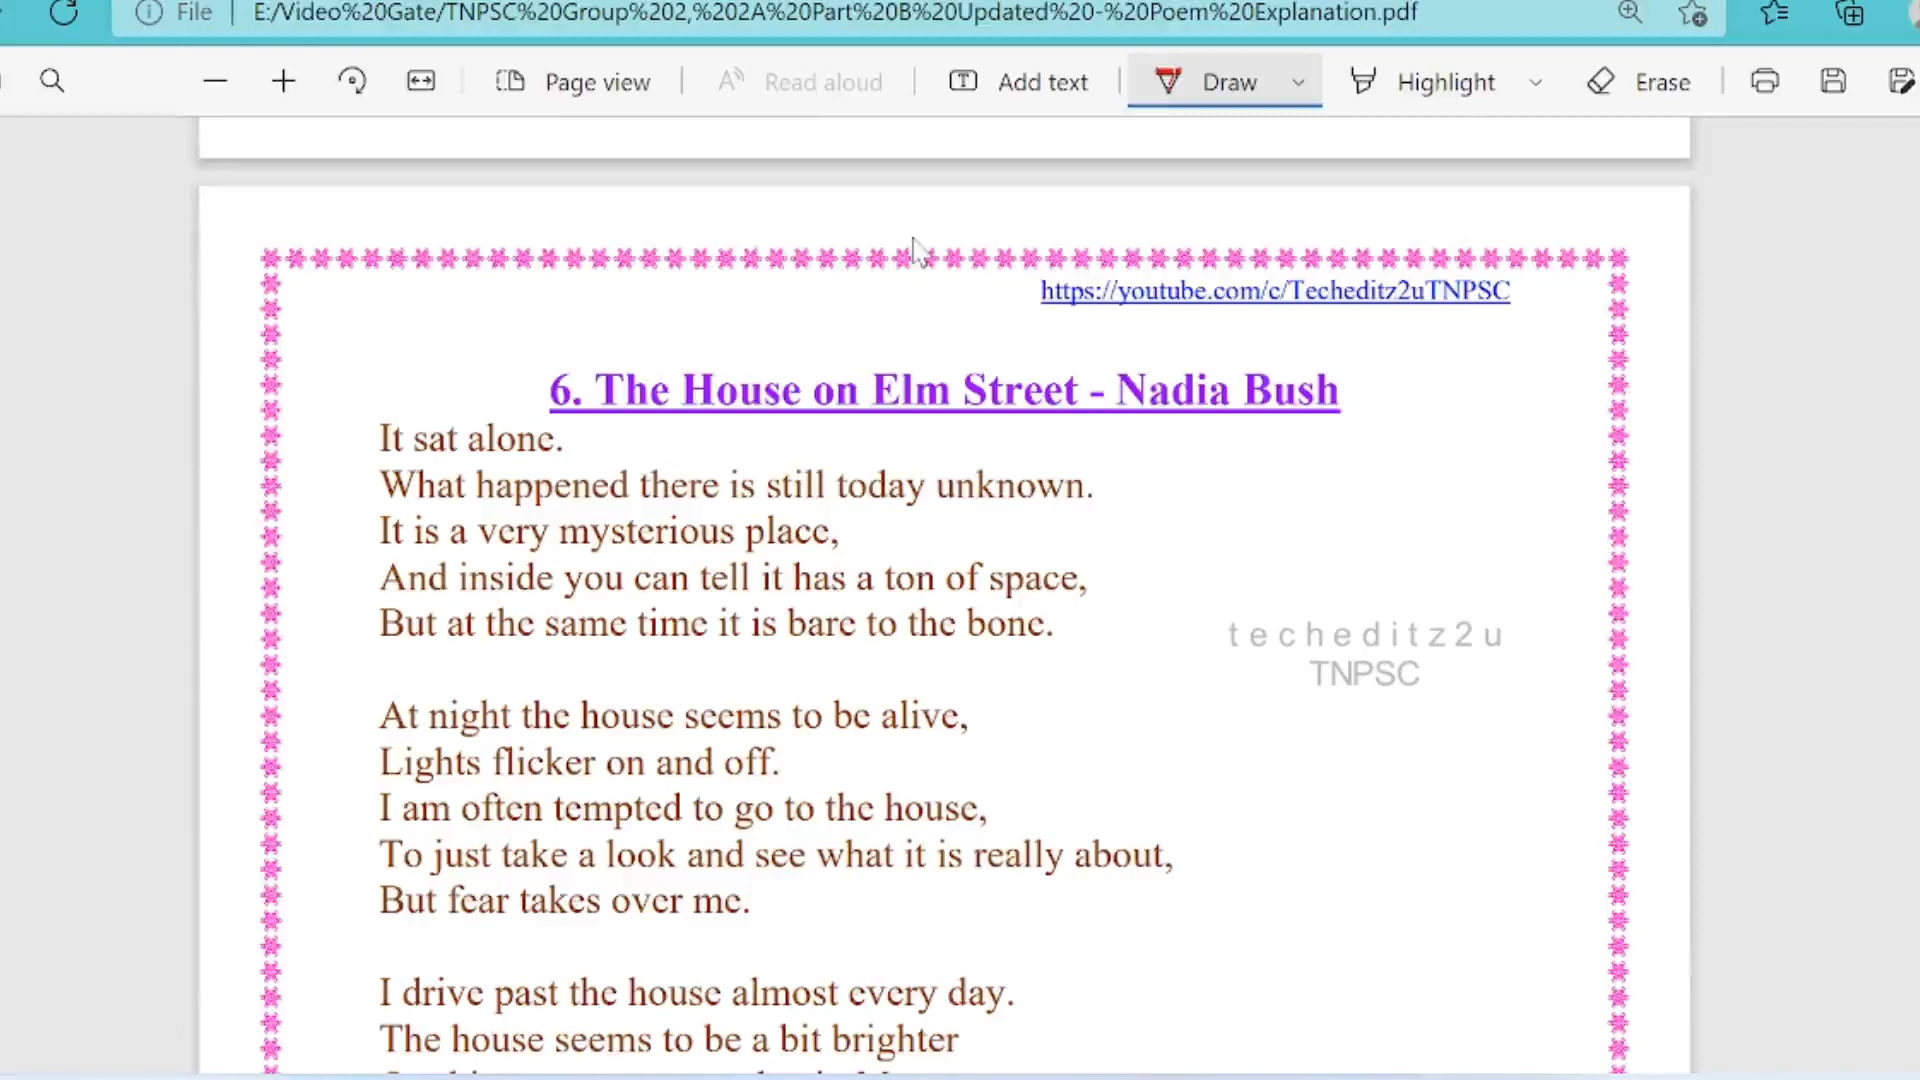 File E:/Video%20Gate/TNPSC%20Group%202,%202A%20Part%20B%20Updated%20-%20Poem%20Explanation.pdf
Page view Read aloud Add text Draw Highlight Erase
https://youtube.com/c/Techeditz2uTNPSC
6. The House on Elm Street - Nadia Bush
It sat alone.
What happened there is still today unknown.
It is a very mysterious place,
And inside you can tell it has a ton of space,
But at the same time it is bare to the bone.
techeditz2u
TNPSC
At night the house seems to be alive,
Lights flicker on and off.
I am often tempted to go to the house,
To just take a look and see what it is really about,
But fear takes over me.
I drive past the house almost every day.
The house seems to be a bit brighter